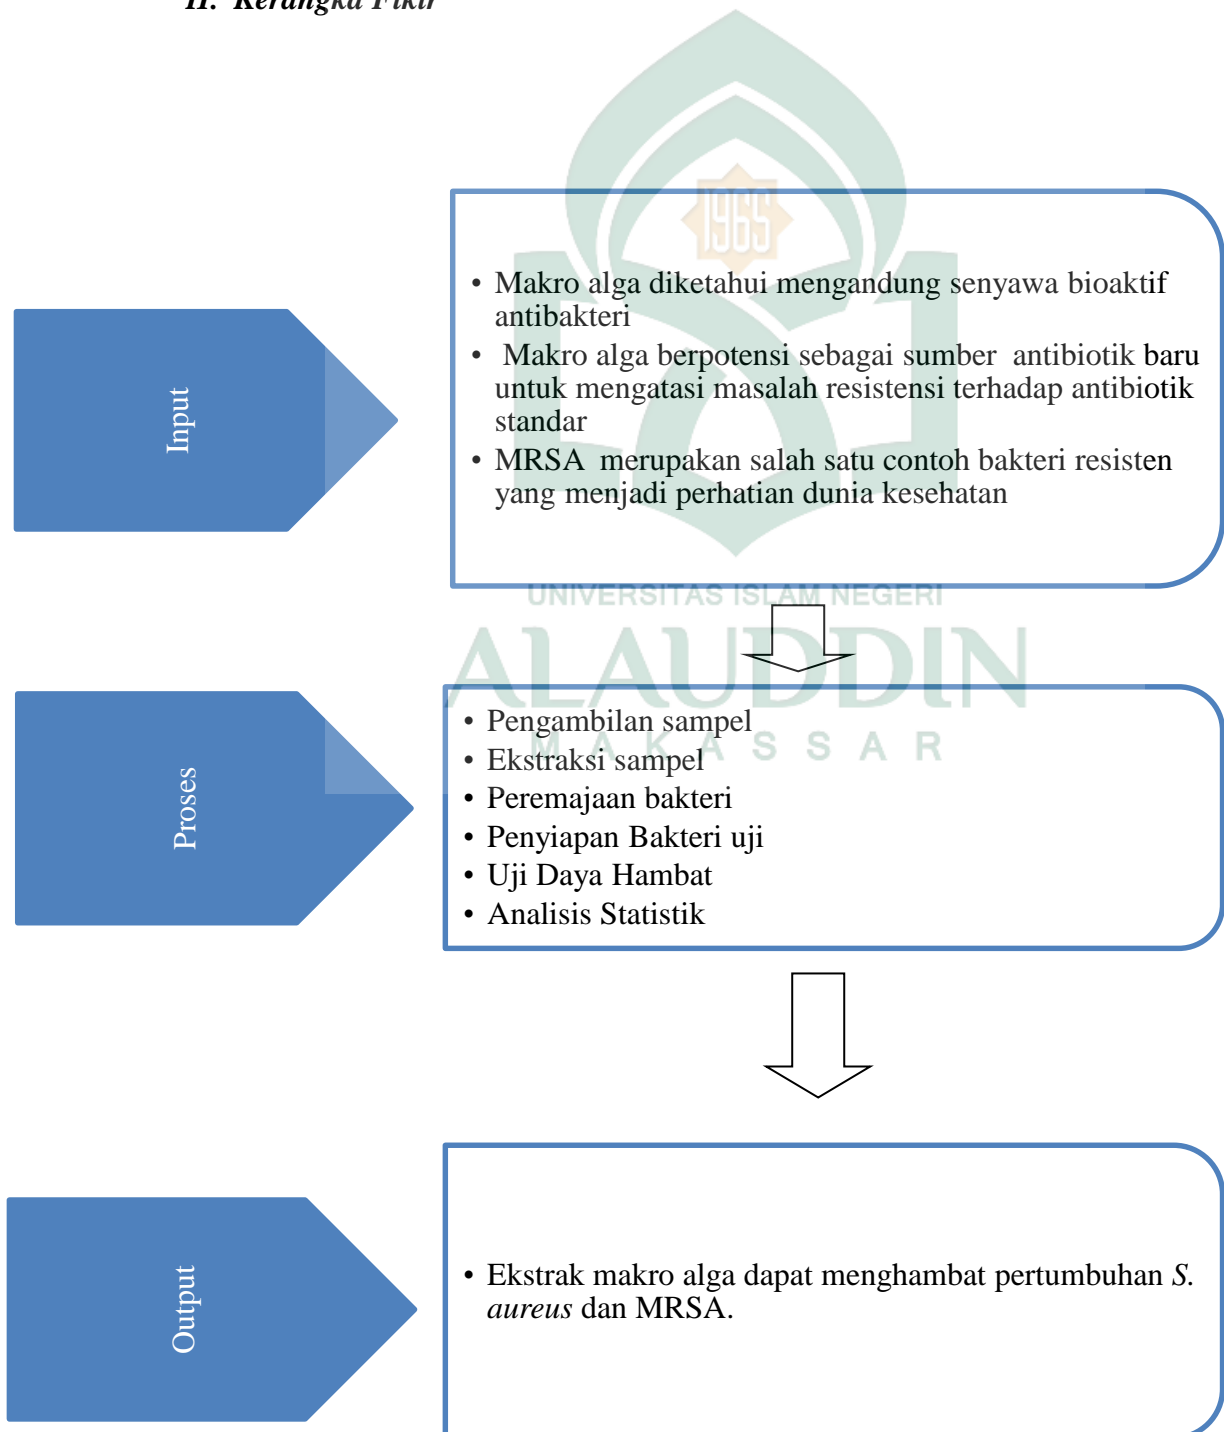 II. Kerangka Fikir
1965
Input
• Makro alga diketahui mengandung senyawa bioaktif
antibakteri
• Makro alga berpotensi sebagai sumber antibiotik baru
untuk mengatasi masalah resistensi terhadap antibiotik
standar
• MRSA merupakan salah satu contoh bakteri resisten
yang menjadi perhatian dunia kesehatan
UNIVERSITAS ISLAM NEGERI
ALAUDDIN
MAKASSAR
Proses
• Pengambilan sampel
• Ekstraksi sampel
• Peremajaan bakteri
• Penyiapan Bakteri uji
• Uji Daya Hambat
• Analisis Statistik
Output
• Ekstrak makro alga dapat menghambat pertumbuhan S.
aureus dan MRSA.